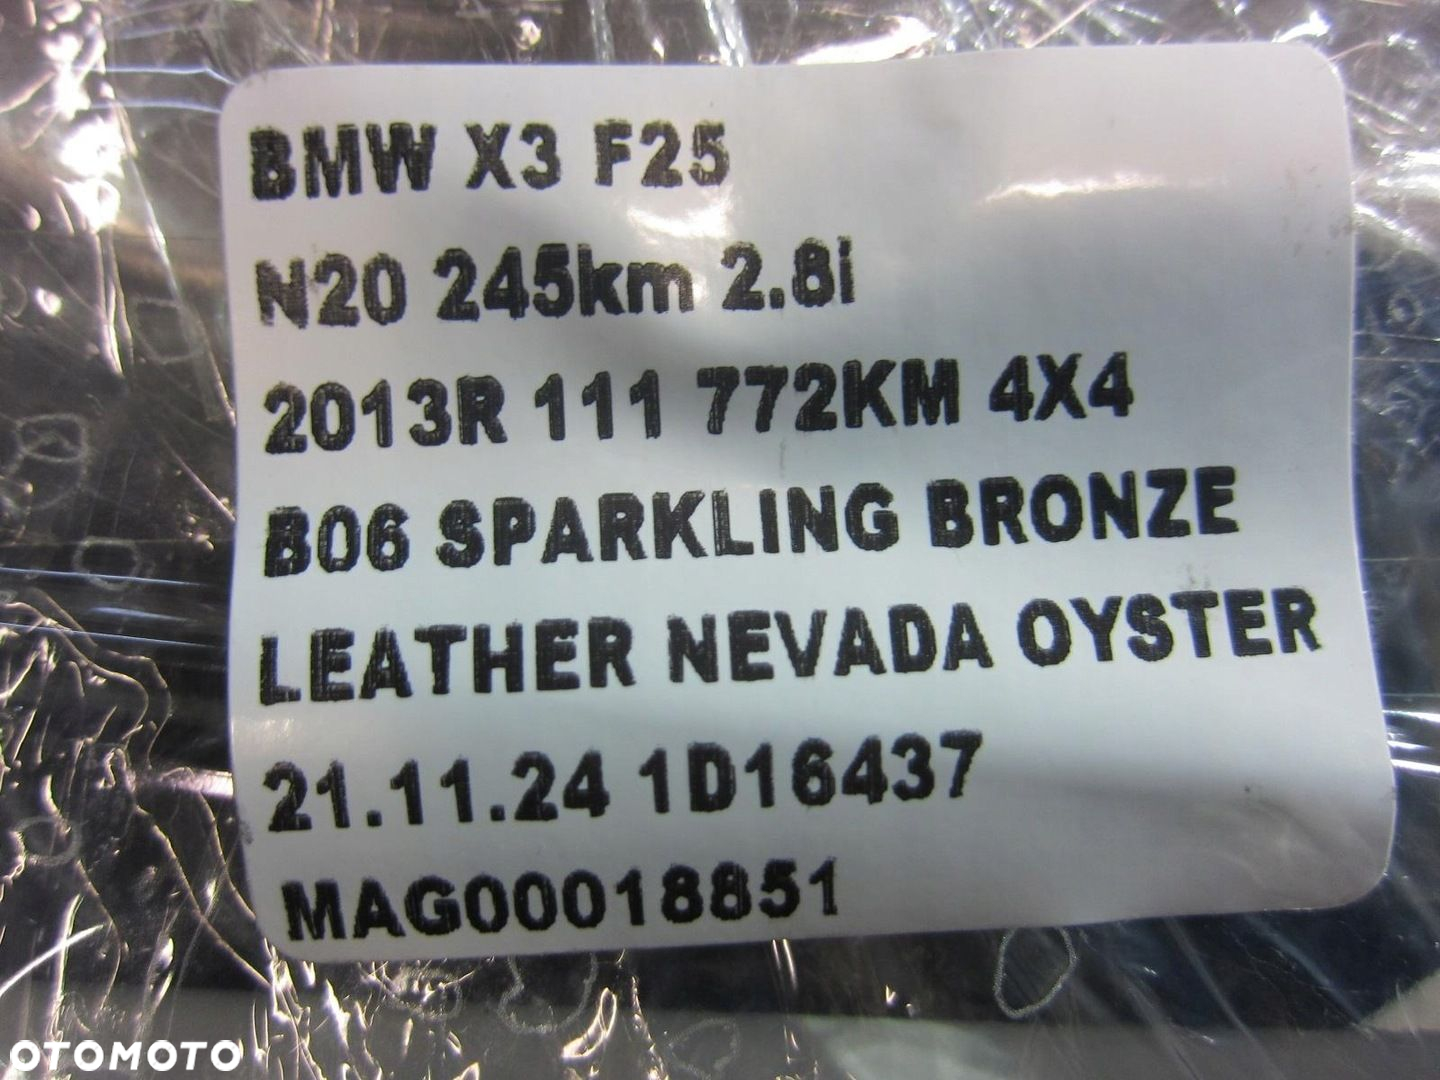 BMW X3 F25
N20 245km 2.8i
2013R 111 772KM 4X4
B06 SPARKLING BRONZE
LEATHER NEVADA OYSTER
21.11.24 1D16437
MAG00018851
OTOMOTO